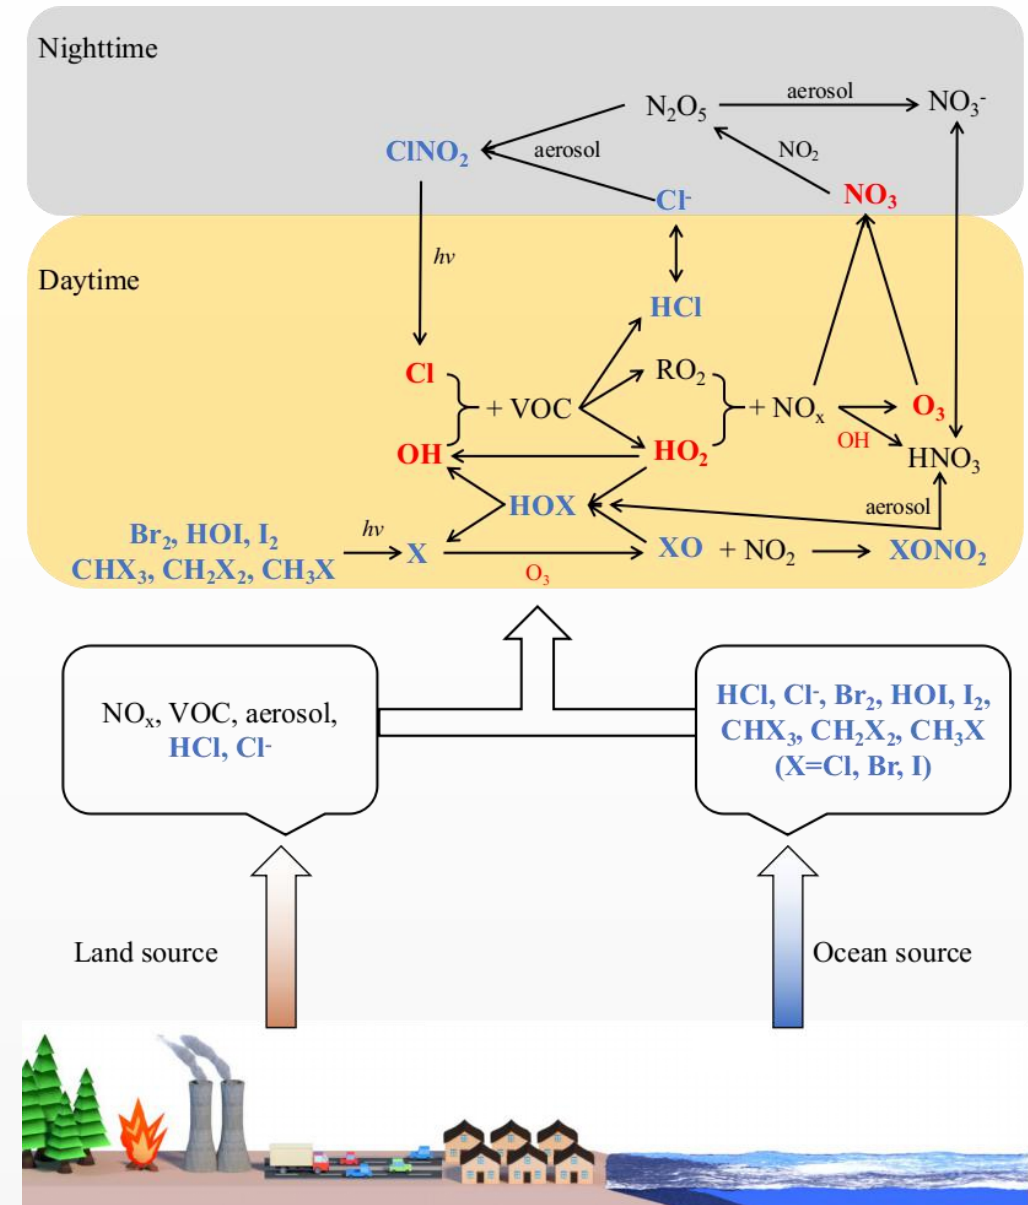 Nighttime
N₂O₅
aerosol
NO₃⁻
ClNO₂
aerosol
NO₂
Cl⁻
NO₃
hν
Daytime
HCl
Cl
RO₂
+ VOC
+ NOₓ
O₃
OH
OH
HO₂
HNO₃
HOX
aerosol
Br₂, HOI, I₂
hν
X
XO + NO₂
XONO₂
CHX₃, CH₂X₂, CH₃X
O₃
NOₓ, VOC, aerosol,
HCl, Cl⁻
HCl, Cl⁻, Br₂, HOI, I₂,
CHX₃, CH₂X₂, CH₃X
(X=Cl, Br, I)
Land source
Ocean source